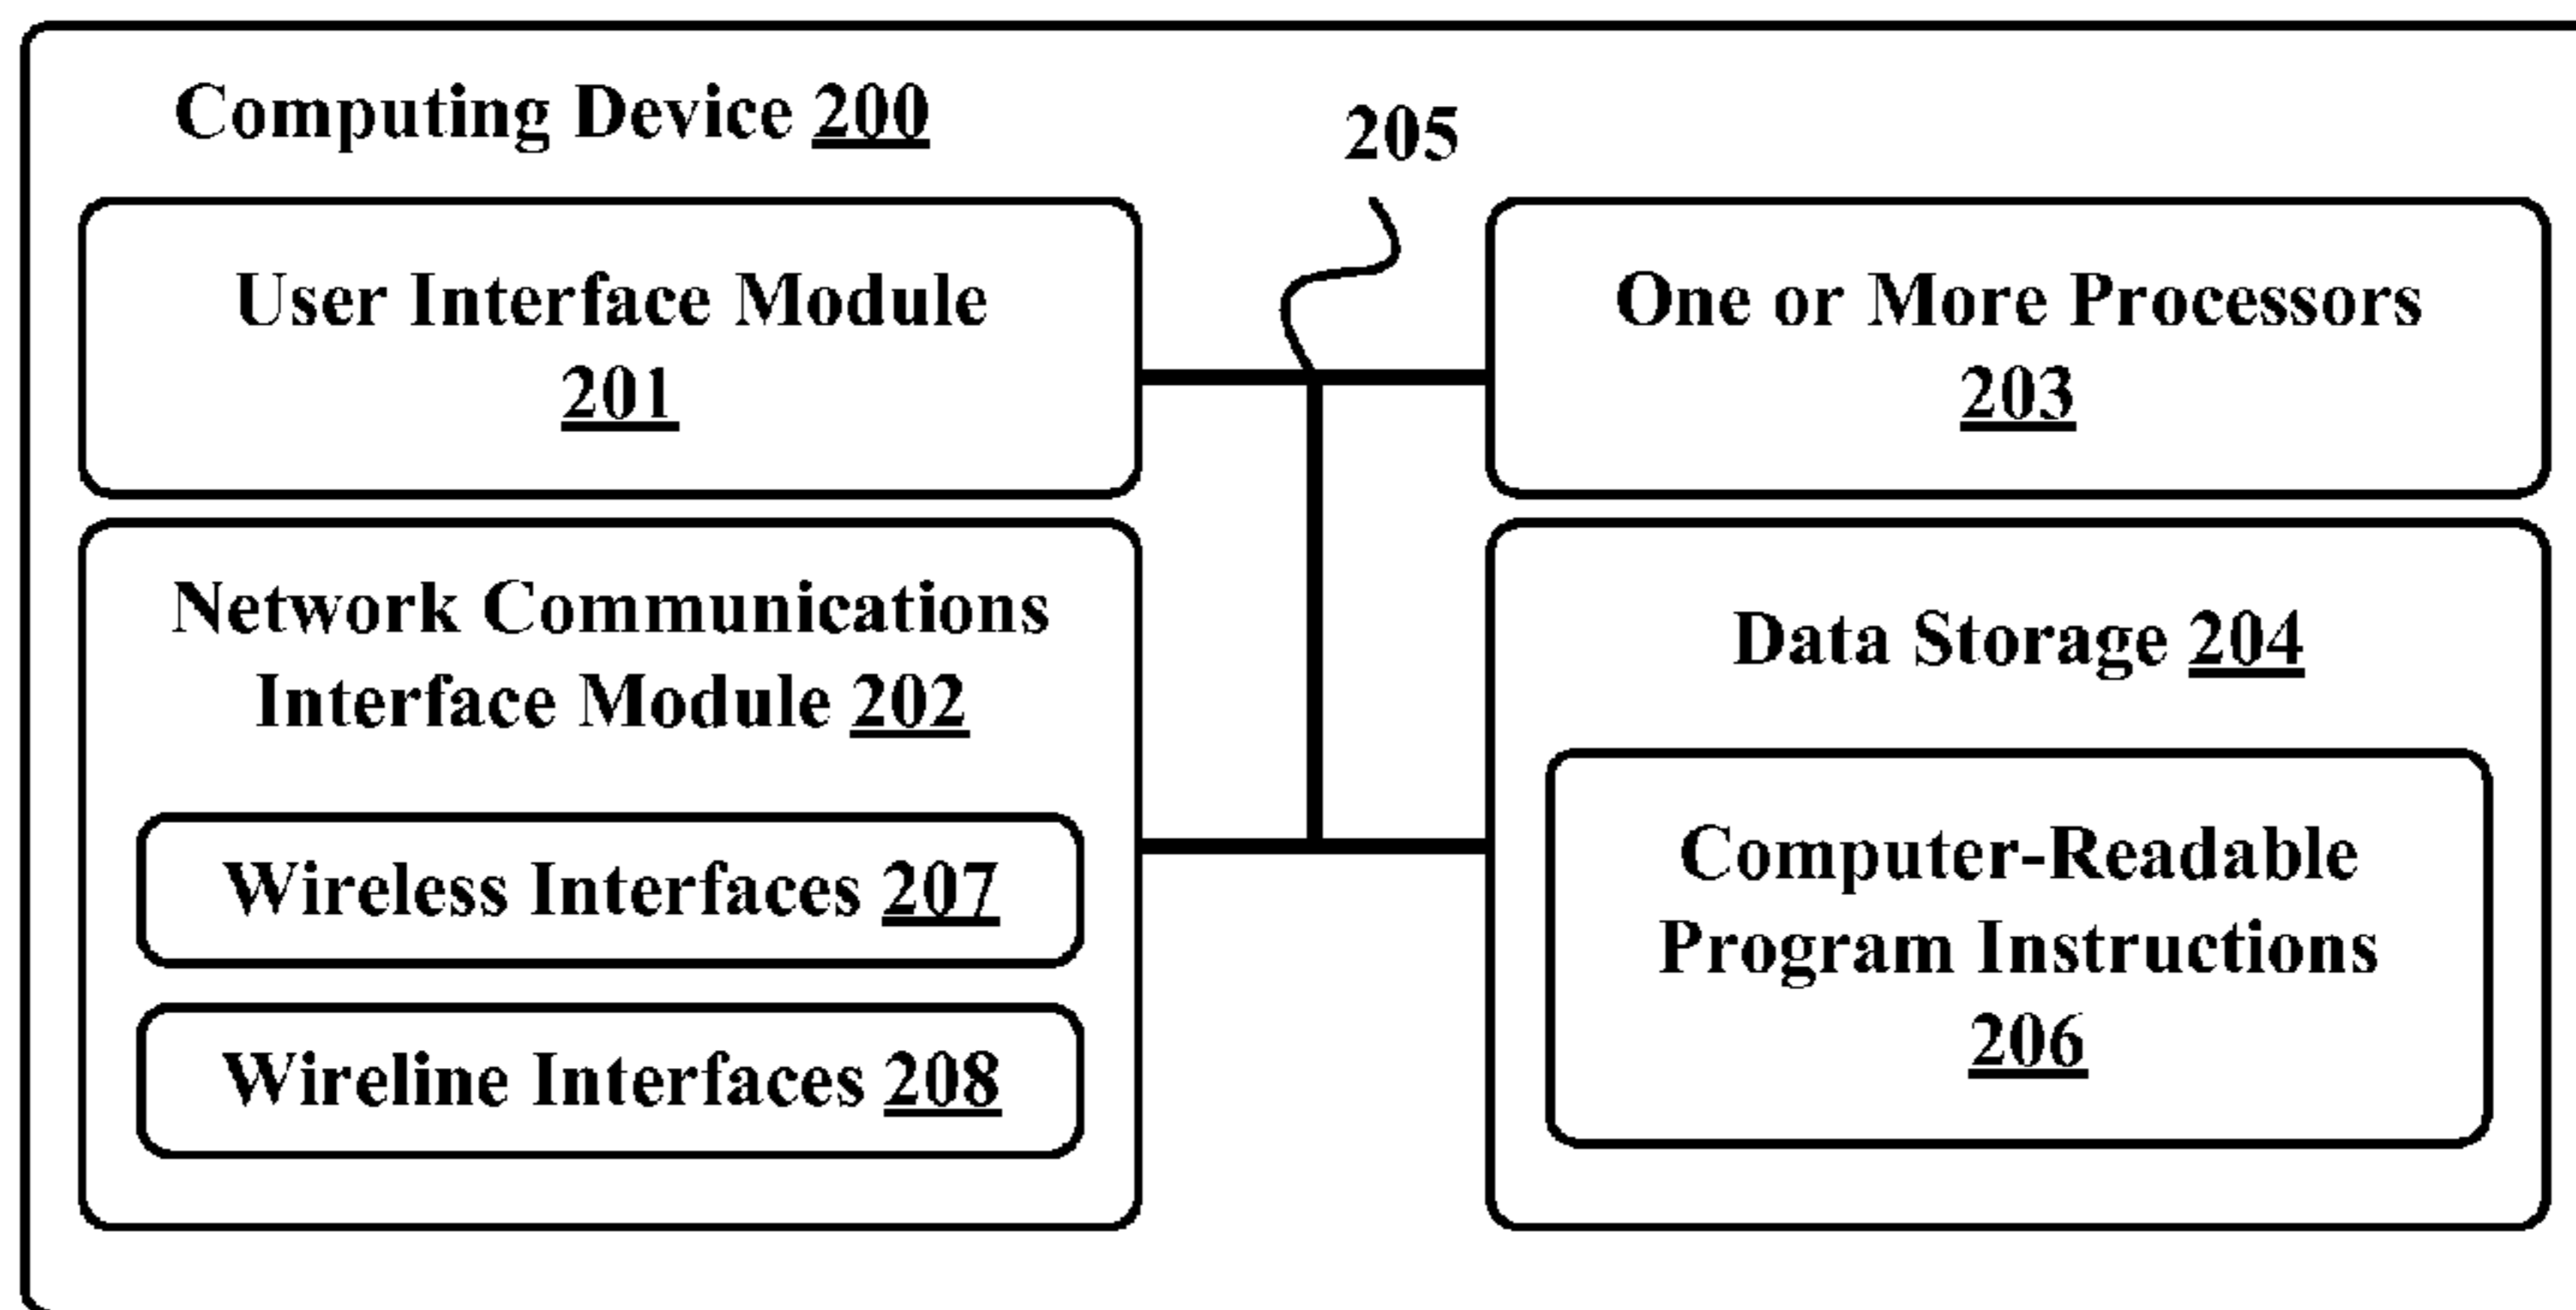 Computing Device 200
205
User Interface Module
201
One or More Processors
203
Network Communications
Interface Module 202
Wireless Interfaces 207
Wireline Interfaces 208
Data Storage 204
Computer-Readable
Program Instructions
206